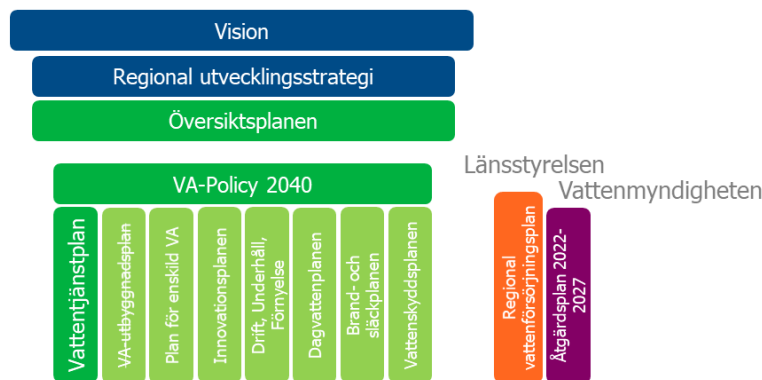 Vision
Regional utvecklingsstrategi
Översiktsplanen
Länsstyrelsen
Vattenmyndigheten
VA-Policy 2040
Vattentjänstplan
VA-utbyggnadsplan
Plan för enskild VA
Innovationsplanen
Drift, Underhåll,
Förnyelse
Dagvattenplanen
Brand- och
släckplanen
Vattenskyddsplanen
Regional
vattenförsörjningsplan
Åtgärdsplan 2022-
2027